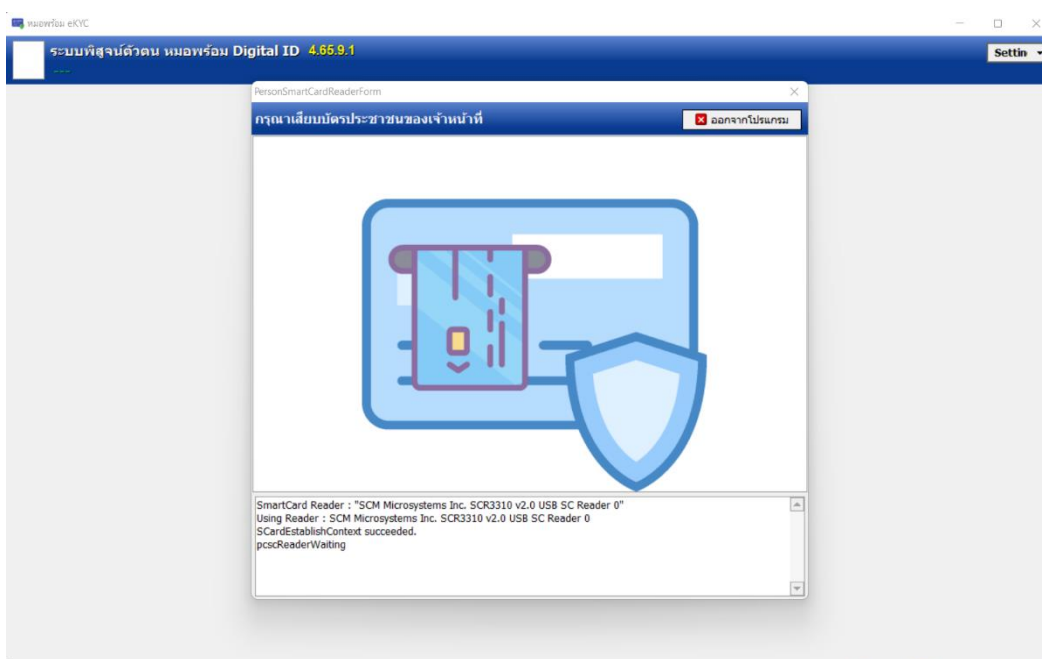 หมอพร้อม eKYC
ระบบพิสูจน์ตัวตน หมอพร้อม Digital ID 4.65.9.1
---
Settin
PersonSmartCardReaderForm
กรุณาเสียบบัตรประชาชนของเจ้าหน้าที่
ออกจากโปรแกรม
SmartCard Reader : "SCM Microsystems Inc. SCR3310 v2.0 USB SC Reader 0"
Using Reader : SCM Microsystems Inc. SCR3310 v2.0 USB SC Reader 0
SCardEstablishContext succeeded.
pcscReaderWaiting